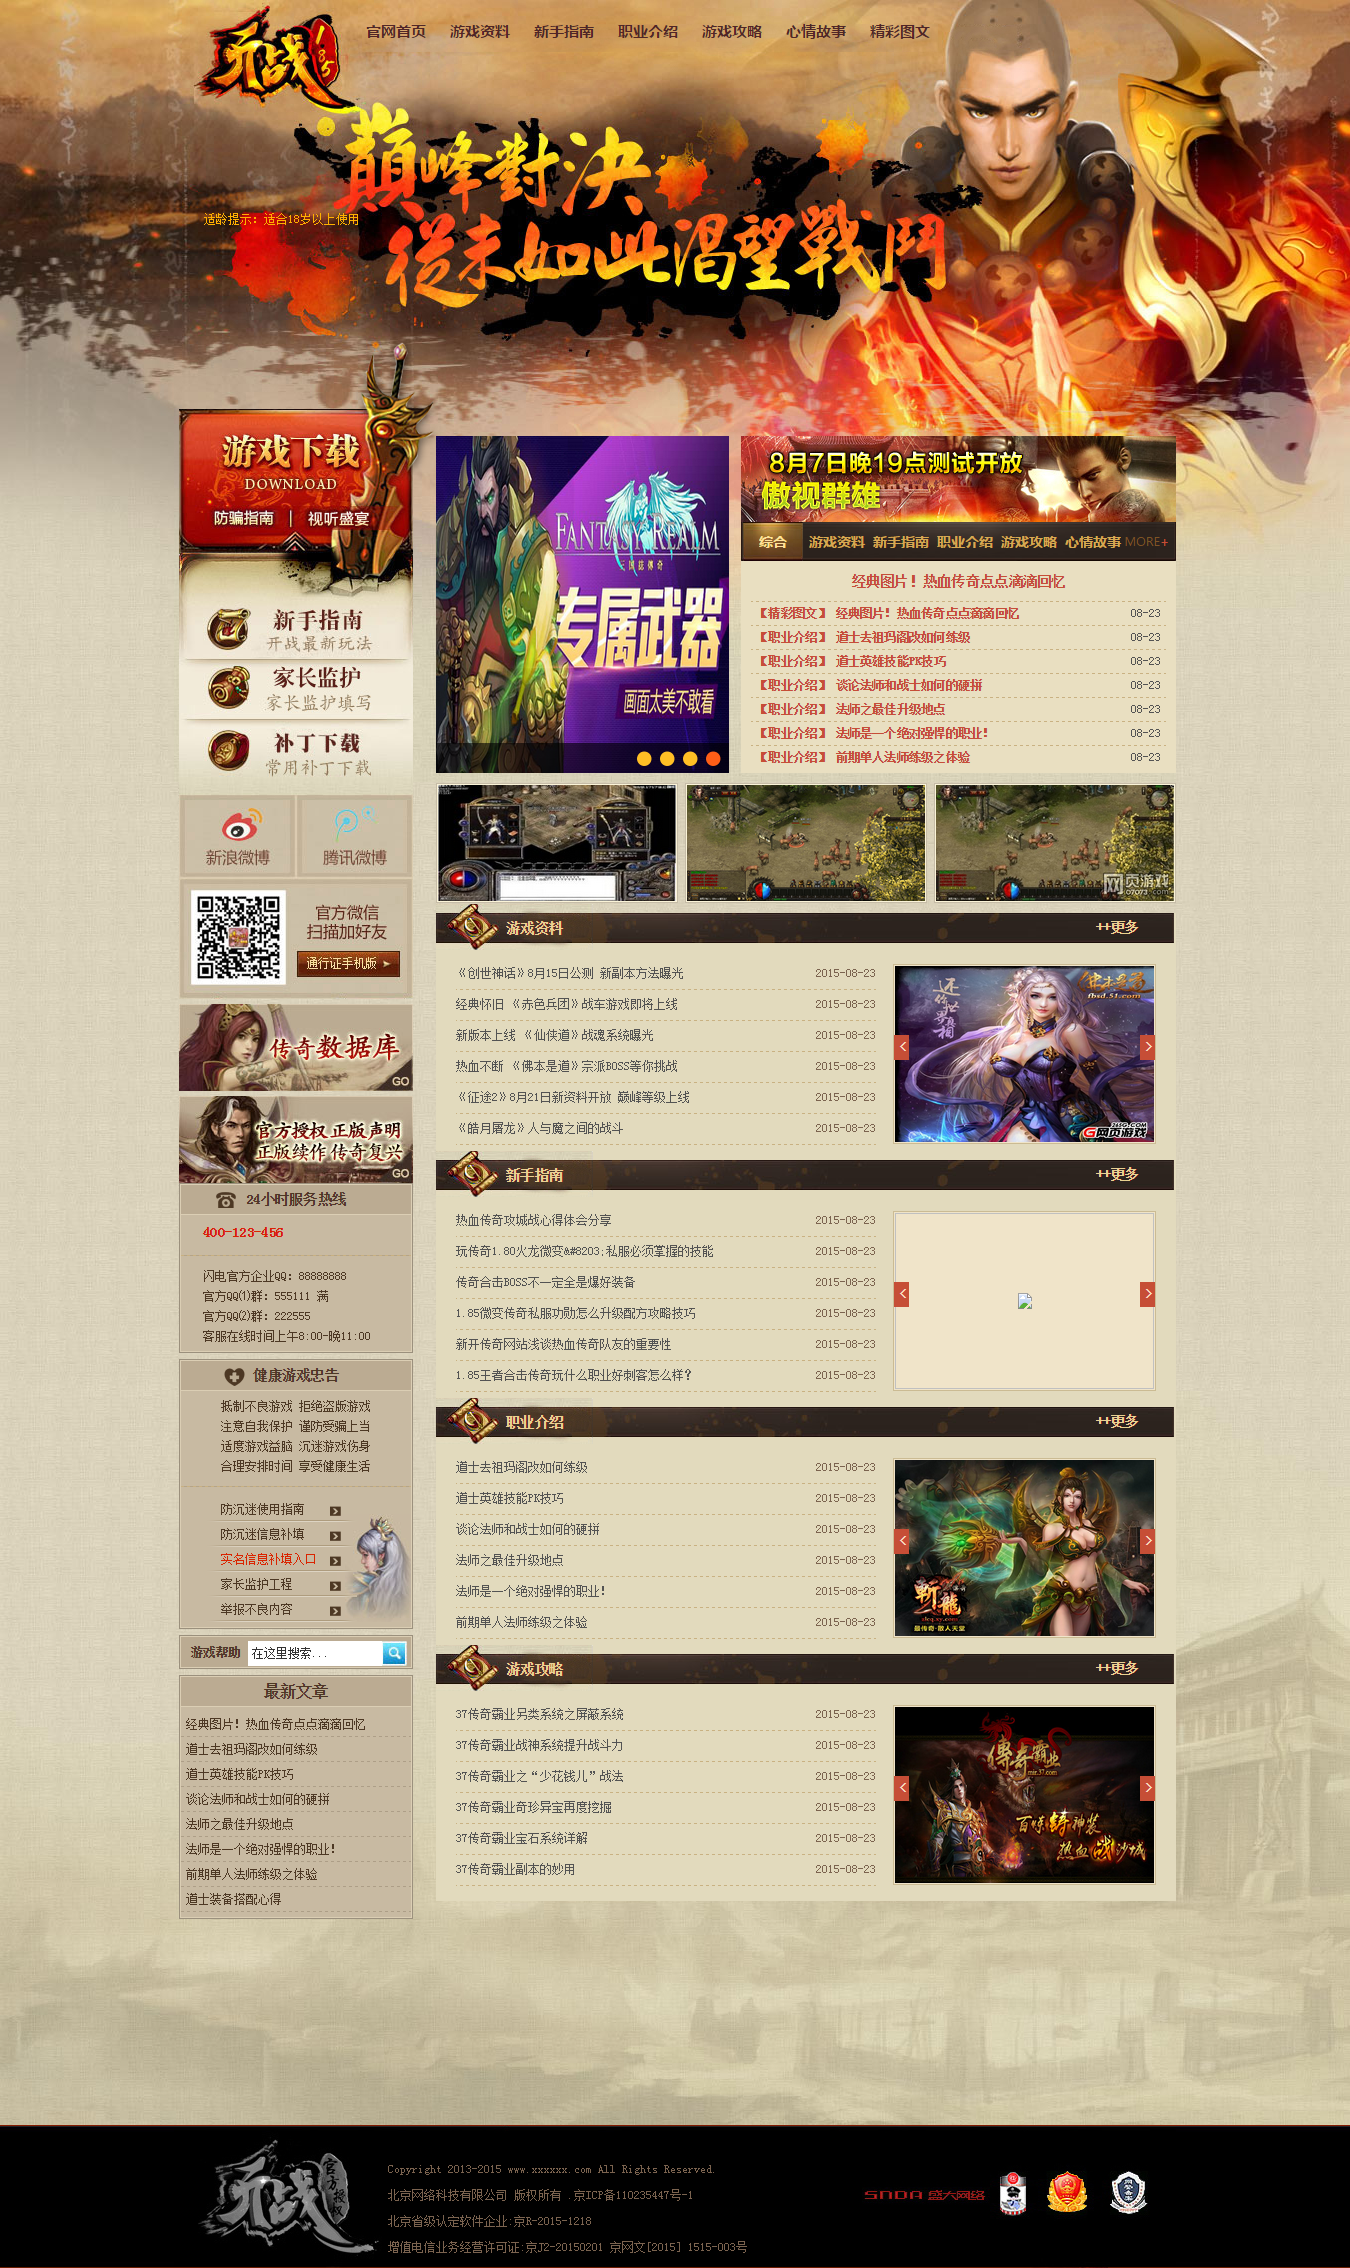 无战
1.85
官网首页 游戏资料 新手指南 职业介绍 游戏攻略 心情故事 精彩图文
巅峰對決
從未如此渴望戰鬥
适龄提示：适合18岁以上使用
游戏下载
DOWNLOAD
防骗指南 | 视听盛宴
新手指南
开战最新玩法
家长监护
家长监护填写
补丁下载
常用补丁下载
新浪微博 腾讯微博
官方微信
扫描加好友
通行证手机版
传奇数据库
GO
官方授权 正版声明
正版续作 传奇复兴
GO
24小时服务热线
400-123-456
闪电官方企业QQ: 88888888
官方QQ(1)群: 555111 满
官方QQ(2)群: 222555
客服在线时间上午8:00-晚11:00
健康游戏忠告
抵制不良游戏 拒绝盗版游戏
注意自我保护 谨防受骗上当
适度游戏益脑 沉迷游戏伤身
合理安排时间 享受健康生活
防沉迷使用指南
防沉迷信息补填
实名信息补填入口
家长监护工程
举报不良内容
游戏帮助 在这里搜索...
最新文章
经典图片！热血传奇点点滴滴回忆
道士去祖玛阁改如何练级
道士英雄技能PK技巧
谈论法师和战士如何的硬拼
法师之最佳升级地点
法师是一个绝对强悍的职业！
前期单人法师练级之体验
道士装备搭配心得
FANTASY REALM
三国志傳奇
专属武器
画面太美不敢看
8月7日晚19点测试开放
傲视群雄
综合 游戏资料 新手指南 职业介绍 游戏攻略 心情故事 MORE+
经典图片！热血传奇点点滴滴回忆
【精彩图文】 经典图片！热血传奇点点滴滴回忆 08-23
【职业介绍】 道士去祖玛阁改如何练级 08-23
【职业介绍】 道士英雄技能PK技巧 08-23
【职业介绍】 谈论法师和战士如何的硬拼 08-23
【职业介绍】 法师之最佳升级地点 08-23
【职业介绍】 法师是一个绝对强悍的职业！ 08-23
【职业介绍】 前期单人法师练级之体验 08-23
网页游戏
07073.com
游戏资料 ++更多
《创世神话》8月15日公测 新副本方法曝光 2015-08-23
经典怀旧 《赤色兵团》战车游戏即将上线 2015-08-23
新版本上线 《仙侠道》战魂系统曝光 2015-08-23
热血不断 《佛本是道》宗派BOSS等你挑战 2015-08-23
《征途2》8月21日新资料开放 巅峰等级上线 2015-08-23
《皓月屠龙》人与魔之间的战斗 2015-08-23
还你世界真相
fbsd.51.com
网页游戏
新手指南 ++更多
热血传奇攻城战心得体会分享 2015-08-23
玩传奇1.80火龙微变&#8203;私服必须掌握的技能 2015-08-23
传奇合击BOSS不一定全是爆好装备 2015-08-23
1.85微变传奇私服功勋怎么升级配方攻略技巧 2015-08-23
新开传奇网站浅谈热血传奇队友的重要性 2015-08-23
1.85王者合击传奇玩什么职业好刺客怎么样？ 2015-08-23
职业介绍 ++更多
道士去祖玛阁改如何练级 2015-08-23
道士英雄技能PK技巧 2015-08-23
谈论法师和战士如何的硬拼 2015-08-23
法师之最佳升级地点 2015-08-23
法师是一个绝对强悍的职业！ 2015-08-23
前期单人法师练级之体验 2015-08-23
斬龍
最传奇·散人天堂
游戏攻略 ++更多
37传奇霸业另类系统之屏蔽系统 2015-08-23
37传奇霸业战神系统提升战斗力 2015-08-23
37传奇霸业之“少花钱儿”战法 2015-08-23
37传奇霸业奇珍异宝再度挖掘 2015-08-23
37传奇霸业宝石系统详解 2015-08-23
37传奇霸业副本的妙用 2015-08-23
傳奇霸业
mir.37.com
百炼铸神装
热血战沙城
无战
官方授权
Copyright 2013-2015 www.xxxxxx.com All Rights Reserved.
北京网络科技有限公司 版权所有 .京ICP备110235447号-1
北京省级认定软件企业:京R-2015-1218
增值电信业务经营许可证:京J2-20150201 京网文[2015] 1515-003号
SNDA 盛大网络